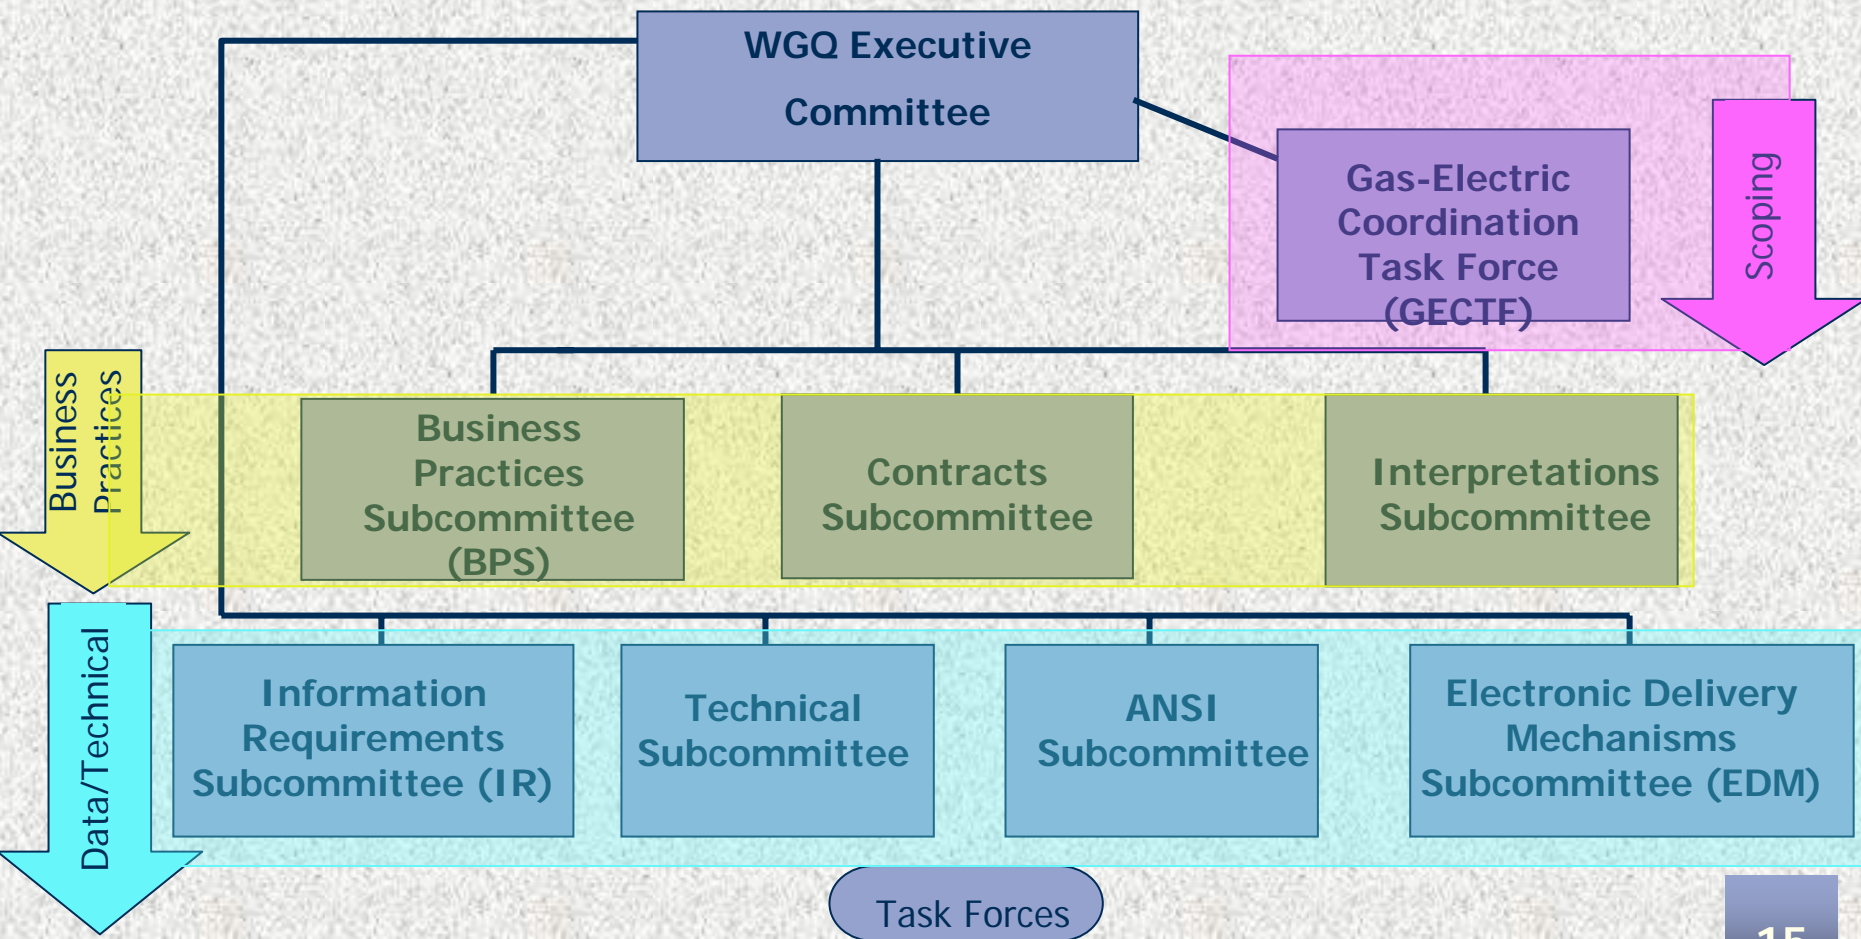 WGQ Executive
Committee
Scoping
Gas-Electric
Coordination
Task Force
(GECTF)
Business
Practices
Business
Practices
Subcommittee
(BPS)
Contracts
Subcommittee
Interpretations
Subcommittee
Data/Technical
Information
Requirements
Subcommittee (IR)
Technical
Subcommittee
ANSI
Subcommittee
Electronic Delivery
Mechanisms
Subcommittee (EDM)
Task Forces
15